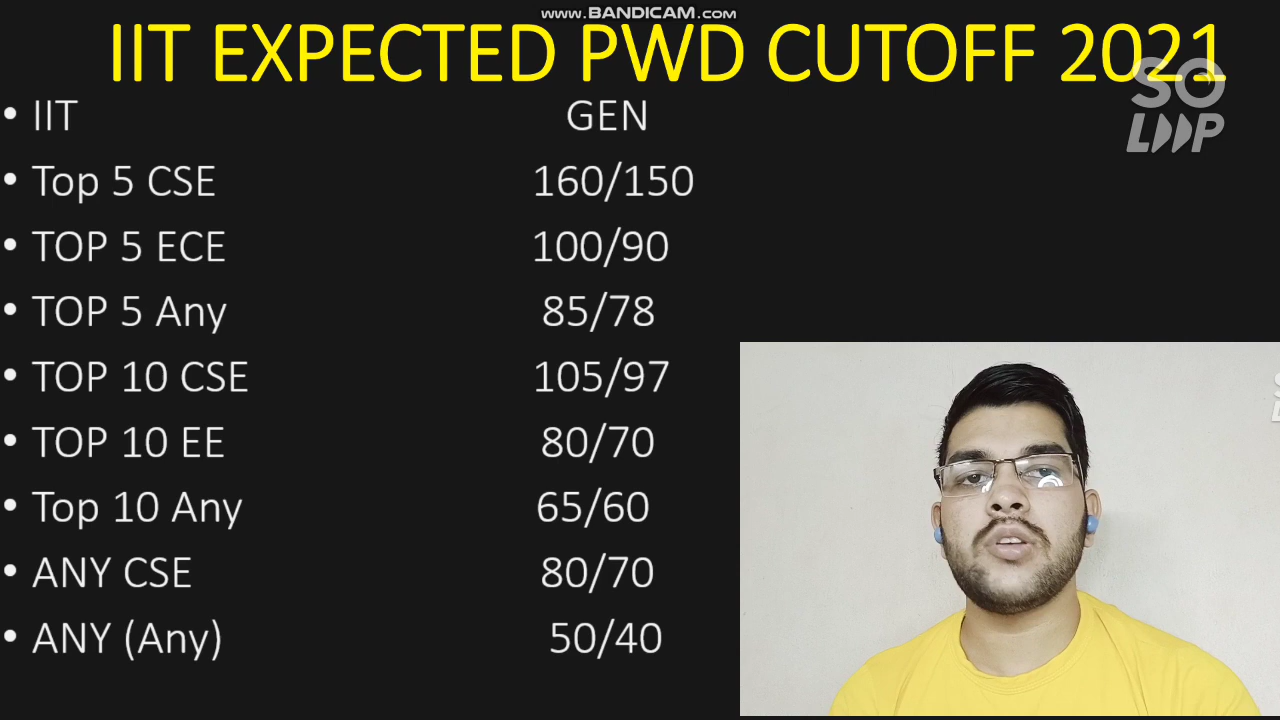 www.BANDICAM.com
IIT EXPECTED PWD CUTOFF 2021
SO
LOOP
• IIT GEN
• Top 5 CSE 160/150
• TOP 5 ECE 100/90
• TOP 5 Any 85/78
• TOP 10 CSE 105/97
• TOP 10 EE 80/70
• Top 10 Any 65/60
• ANY CSE 80/70
• ANY (Any) 50/40